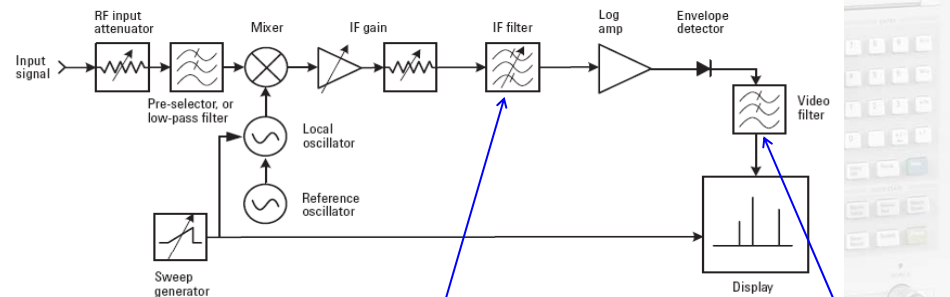 RF input
attenuator
Mixer
IF gain
IF filter
Log
amp
Envelope
detector
Input
signal
Pre-selector, or
low-pass filter
Video
filter
Local
oscillator
Reference
oscillator
Sweep
generator
Display